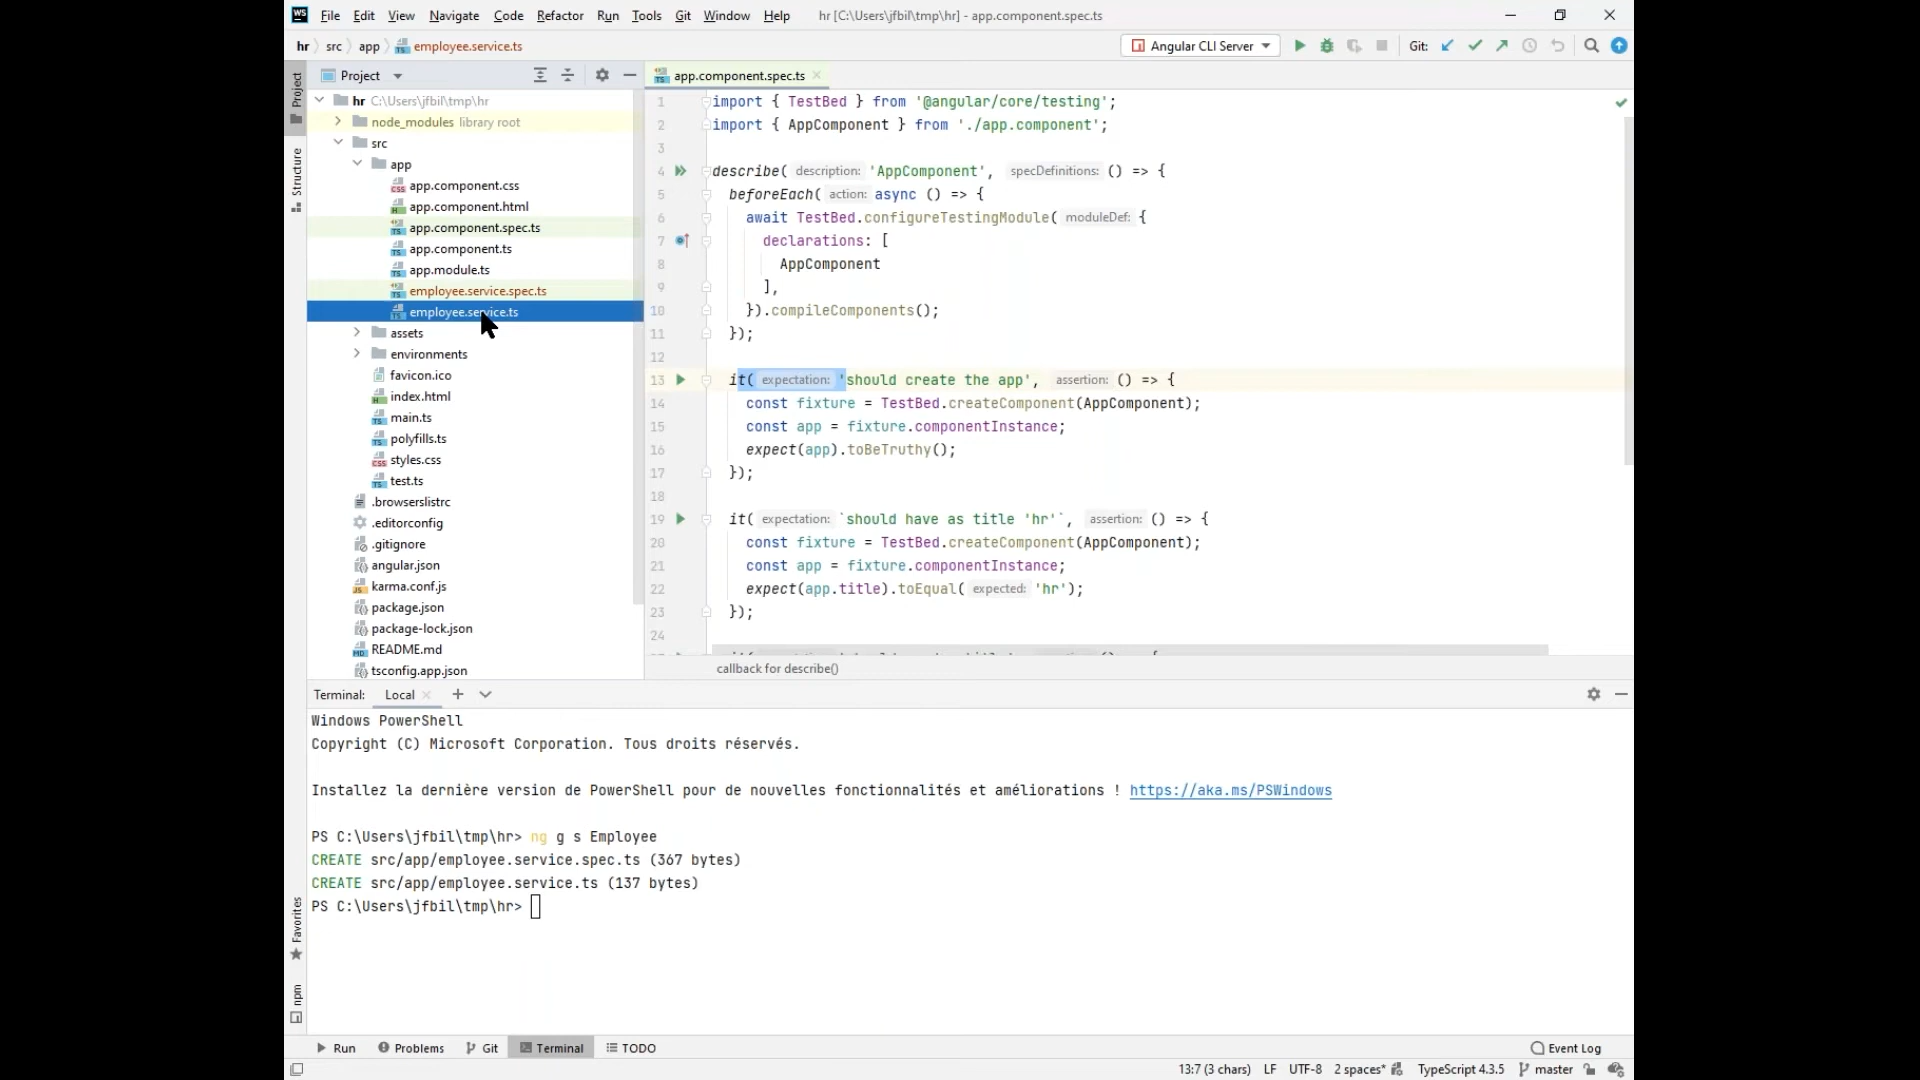 WS File Edit View Navigate Code Refactor Run Tools Git Window Help hr [C:\Users\jfbil\tmp\hr] - app.component.spec.ts
hr src app employee.service.ts Angular CLI Server Git:
Project
app.component.spec.ts
Project
Structure
Favorites
npm
hr C:\Users\jfbil\tmp\hr
node_modules library root
src
app
app.component.css
app.component.html
app.component.spec.ts
app.component.ts
app.module.ts
employee.service.spec.ts
employee.service.ts
assets
environments
favicon.ico
index.html
main.ts
polyfills.ts
styles.css
test.ts
.browserslistrc
.editorconfig
.gitignore
angular.json
karma.conf.js
package.json
package-lock.json
README.md
tsconfig.app.json
1 import { TestBed } from '@angular/core/testing';
2 import { AppComponent } from './app.component';
3
4 describe( description: 'AppComponent', specDefinitions: () => {
5 beforeEach( action: async () => {
6 await TestBed.configureTestingModule( moduleDef: {
7 declarations: [
8 AppComponent
9 ],
10 }).compileComponents();
11 });
12
13 it( expectation: 'should create the app', assertion: () => {
14 const fixture = TestBed.createComponent(AppComponent);
15 const app = fixture.componentInstance;
16 expect(app).toBeTruthy();
17 });
18
19 it( expectation: `should have as title 'hr'`, assertion: () => {
20 const fixture = TestBed.createComponent(AppComponent);
21 const app = fixture.componentInstance;
22 expect(app.title).toEqual( expected: 'hr');
23 });
24
callback for describe()
Terminal: Local
Windows PowerShell
Copyright (C) Microsoft Corporation. Tous droits réservés.
Installez la dernière version de PowerShell pour de nouvelles fonctionnalités et améliorations ! https://aka.ms/PSWindows
PS C:\Users\jfbil\tmp\hr> ng g s Employee
CREATE src/app/employee.service.spec.ts (367 bytes)
CREATE src/app/employee.service.ts (137 bytes)
PS C:\Users\jfbil\tmp\hr>
Run Problems Git Terminal TODO Event Log
13:7 (3 chars) LF UTF-8 2 spaces* TypeScript 4.3.5 master